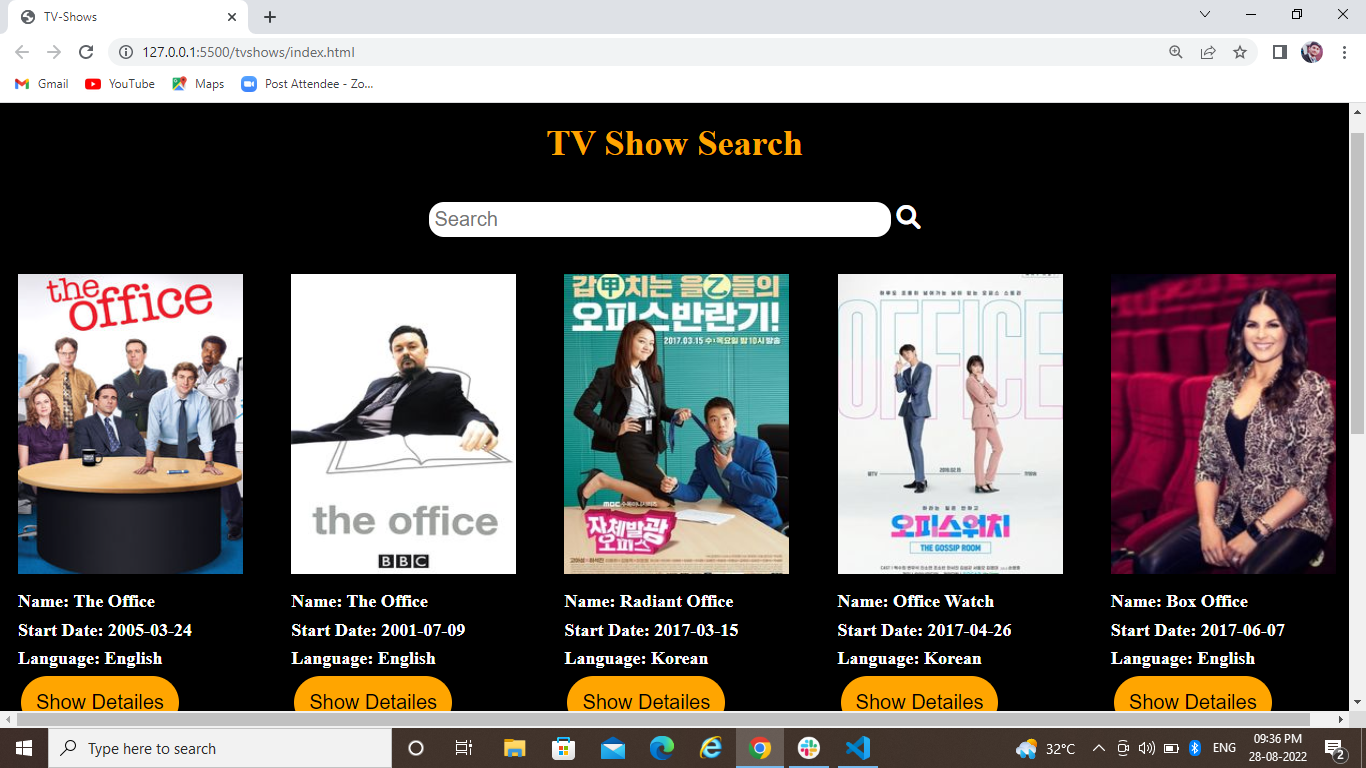 TV-Shows
127.0.0.1:5500/tvshows/index.html
Gmail
YouTube
Maps
Post Attendee - Zo...
TV Show Search
Search
the office
the office
BBC
갑甲치는 을乙들의
오피스반란기!
2017.03.15 수·목요일 밤 10시 방송
MBC
자체발광
오피스
OFFICE
오피스워치
THE GOSSIP ROOM
Name: The Office
Start Date: 2005-03-24
Language: English
Show Detailes
Name: The Office
Start Date: 2001-07-09
Language: English
Show Detailes
Name: Radiant Office
Start Date: 2017-03-15
Language: Korean
Show Detailes
Name: Office Watch
Start Date: 2017-04-26
Language: Korean
Show Detailes
Name: Box Office
Start Date: 2017-06-07
Language: English
Show Detailes
Type here to search
32°C
ENG
09:36 PM
28-08-2022
2